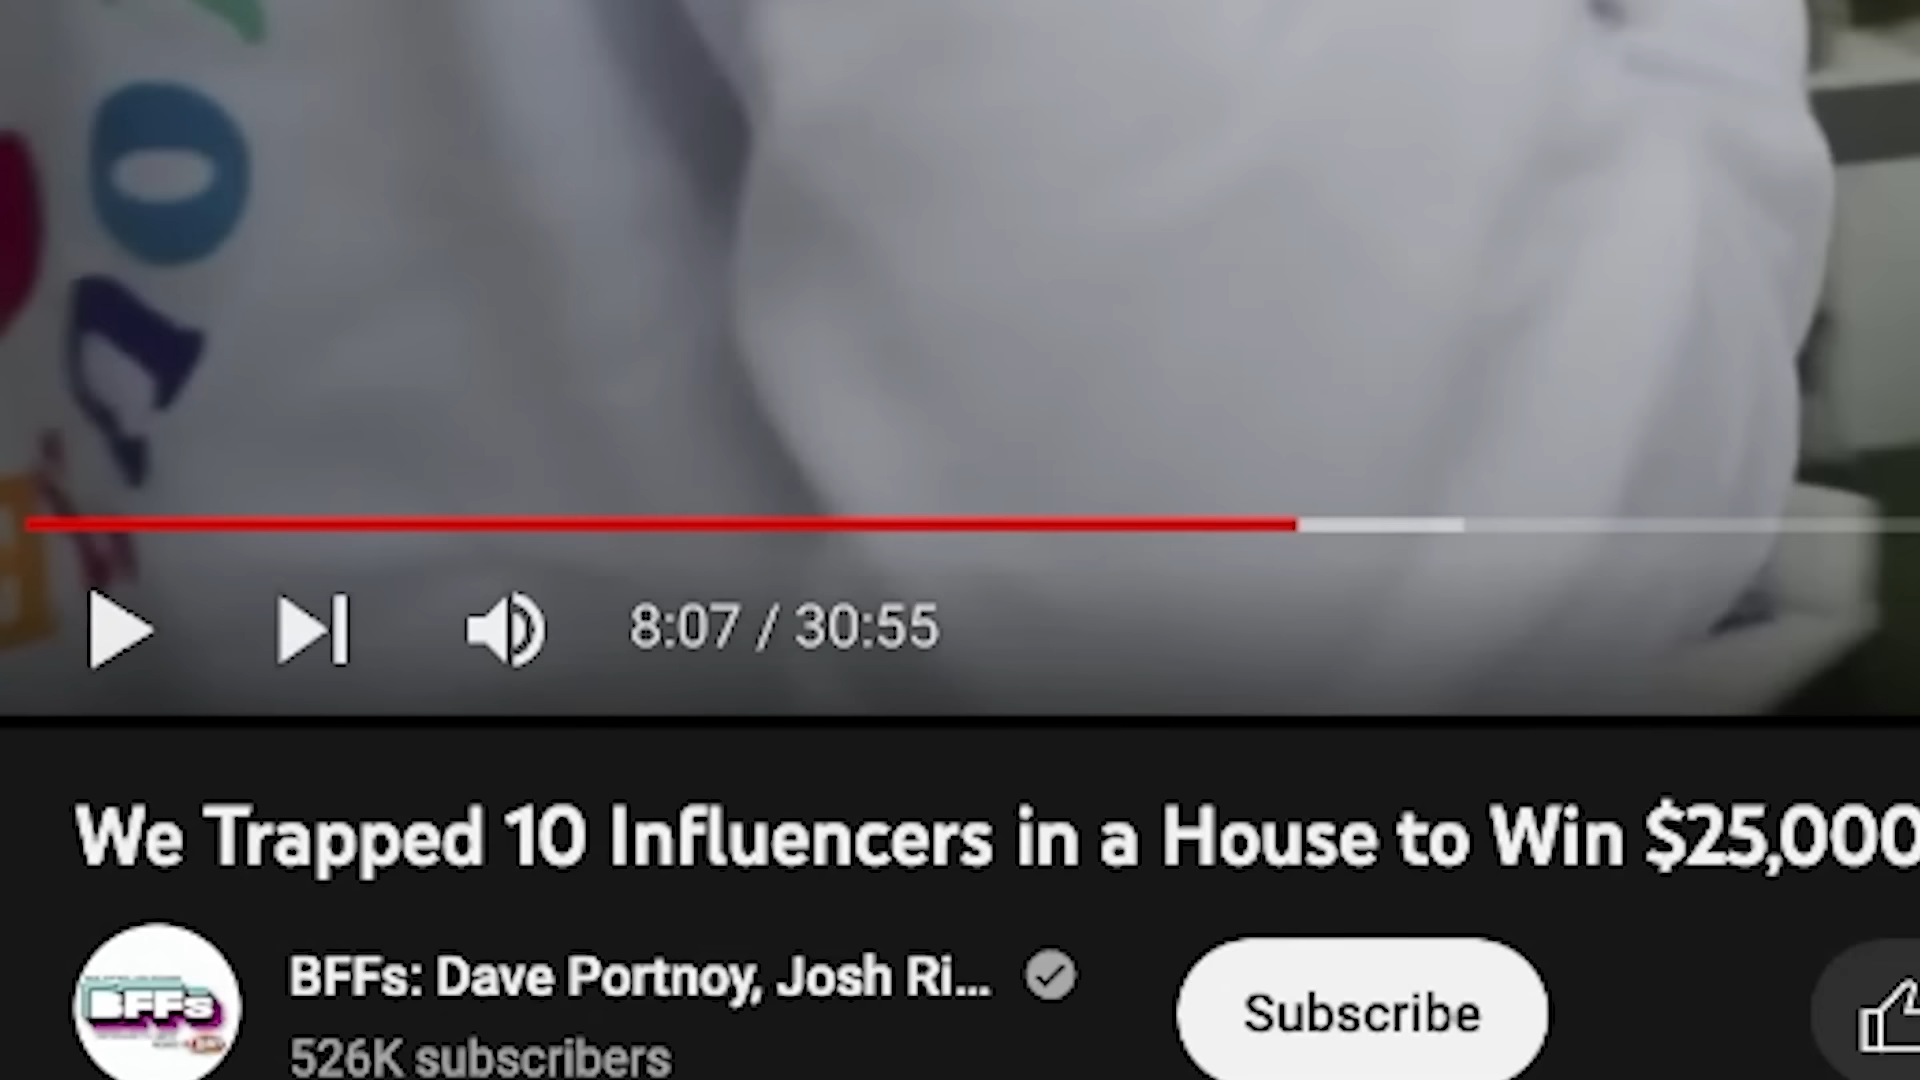 8:07 / 30:55
We Trapped 10 Influencers in a House to Win $25,000
BFFs
BFFs: Dave Portnoy, Josh Ri...
526K subscribers
Subscribe